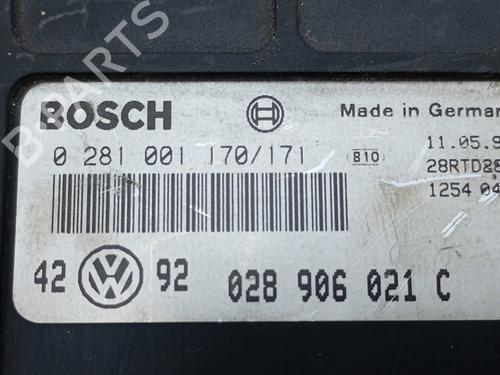 B PARTS
BOSCH
Made in German
0 281 001 170/171
810
11.05.9
28RTD28
1254 04
42 92 028 906 021 C